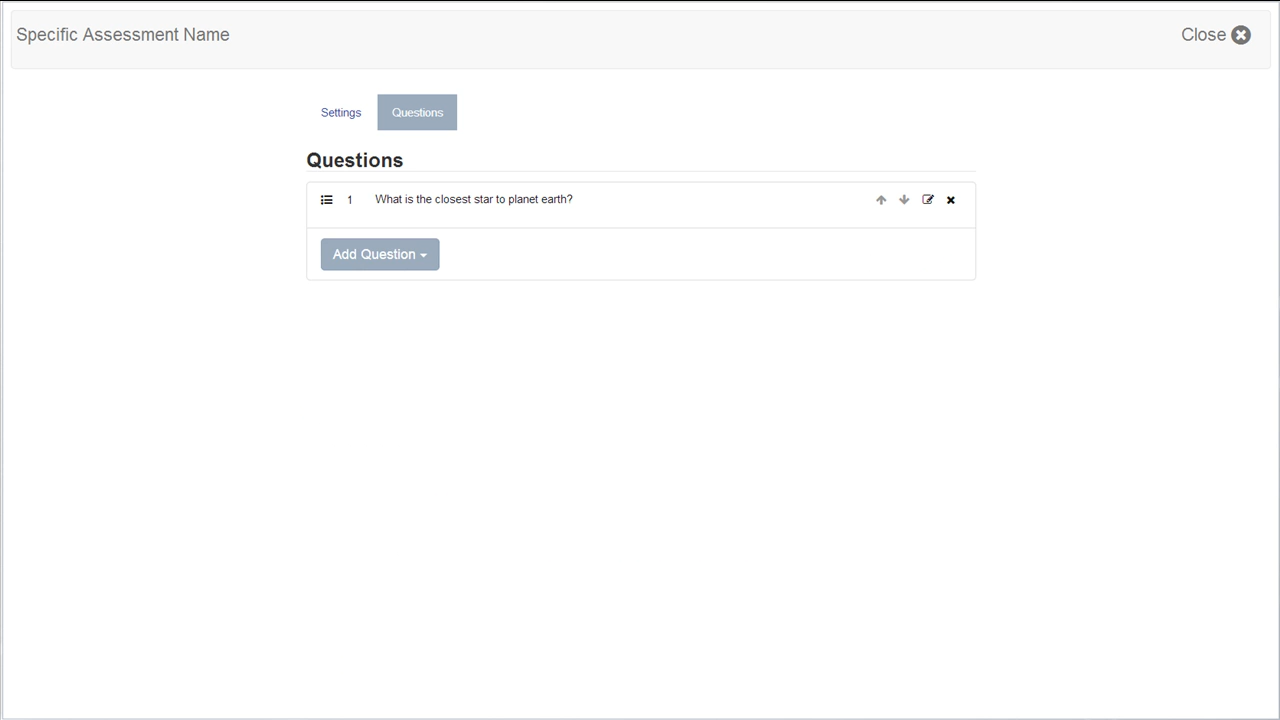 Specific Assessment Name
Close
Settings
Questions
Questions
1 What is the closest star to planet earth?
Add Question